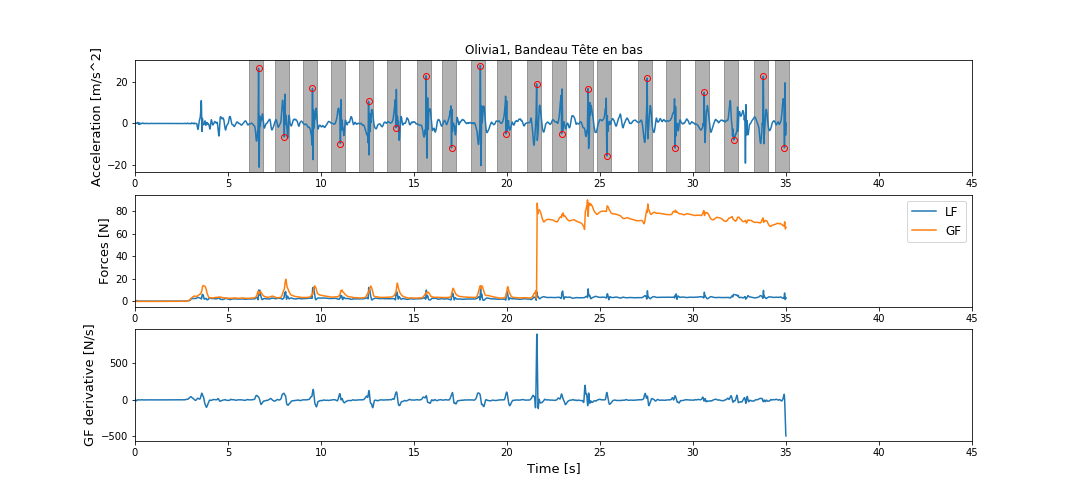 Olivia1, Bandeau Tête en bas
Acceleration [m/s^2]
20
0
−20
0 5 10 15 20 25 30 35 40 45
Forces [N]
80
60
40
20
0
LF
GF
0 5 10 15 20 25 30 35 40 45
GF derivative [N/s]
500
0
−500
0 5 10 15 20 25 30 35 40 45
Time [s]